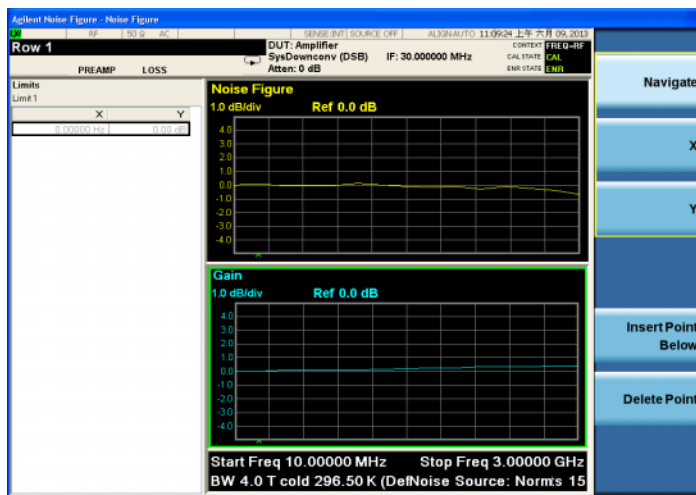 Agilent Noise Figure - Noise Figure
LXI RF 50 Ω AC SENSE:INT SOURCE OFF ALIGN AUTO 11:09:24 上午 六月 09, 2013
Row 1
DUT: Amplifier
SysDownconv (DSB) IF: 30.000000 MHz
Atten: 0 dB
CONTEXT FREQ=RF
CAL STATE CAL
ENR STATE ENR
PREAMP LOSS
Limits
Limit 1
X Y
0.00000 Hz 0.00 dB
Noise Figure
1.0 dB/div Ref 0.0 dB
4.0
3.0
2.0
1.0
0.0
-1.0
-2.0
-3.0
-4.0
Gain
1.0 dB/div Ref 0.0 dB
4.0
3.0
2.0
1.0
0.0
-1.0
-2.0
-3.0
-4.0
Start Freq 10.00000 MHz Stop Freq 3.00000 GHz
BW 4.0 T cold 296.50 K (DefNoise Source: Norm:s 15
Navigate
X
Y
Insert Point
Below
Delete Point